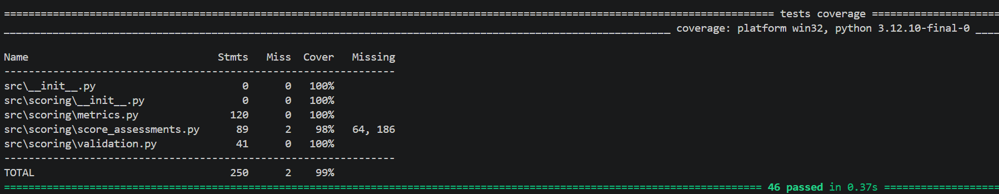 ============================================================================================================================== tests coverage =====================
_____________________________________________________________________________________________________________ coverage: platform win32, python 3.12.10-final-0 ____
Name                               Stmts   Miss  Cover   Missing
----------------------------------------------------------------
src\__init__.py                        0      0   100%
src\scoring\__init__.py                0      0   100%
src\scoring\metrics.py               120      0   100%
src\scoring\score_assessments.py      89      2    98%   64, 186
src\scoring\validation.py             41      0   100%
----------------------------------------------------------------
TOTAL                                250      2    99%
============================================================================================================================ 46 passed in 0.37s ====================